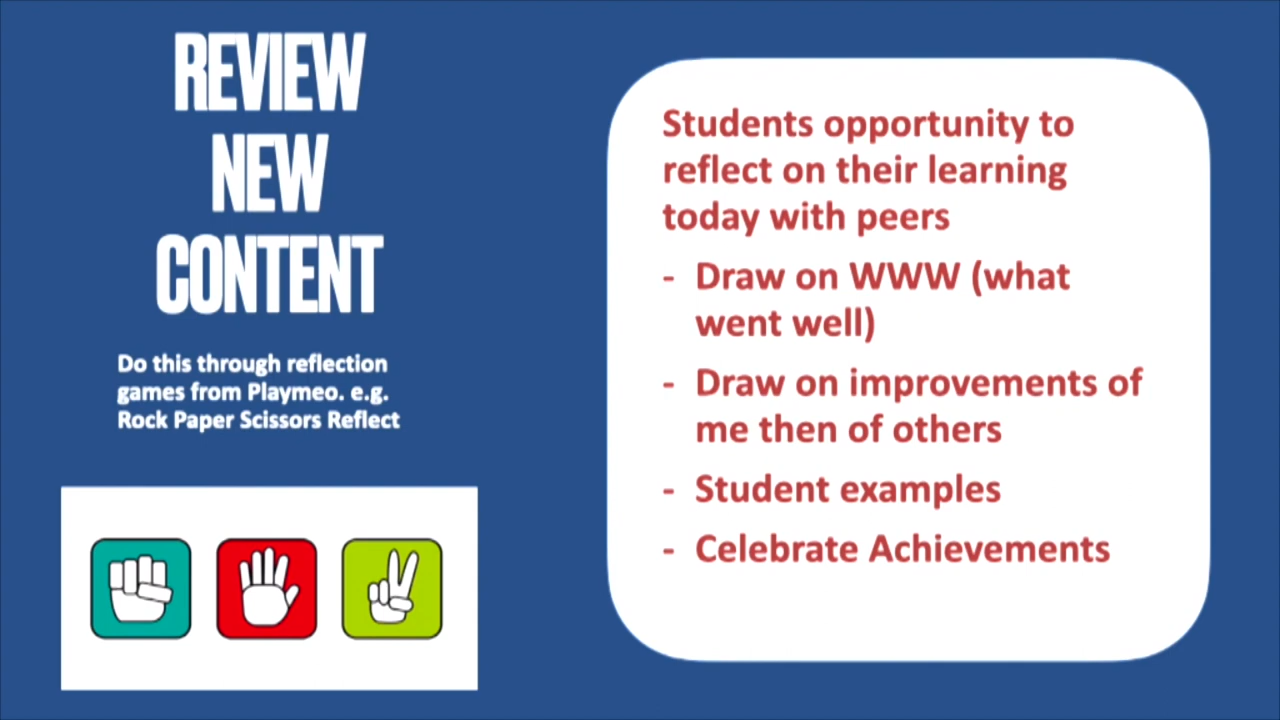 REVIEW
NEW
CONTENT
Do this through reflection
games from Playmeo. e.g.
Rock Paper Scissors Reflect
Students opportunity to
reflect on their learning
today with peers
- Draw on WWW (what
went well)
- Draw on improvements of
me then of others
- Student examples
- Celebrate Achievements